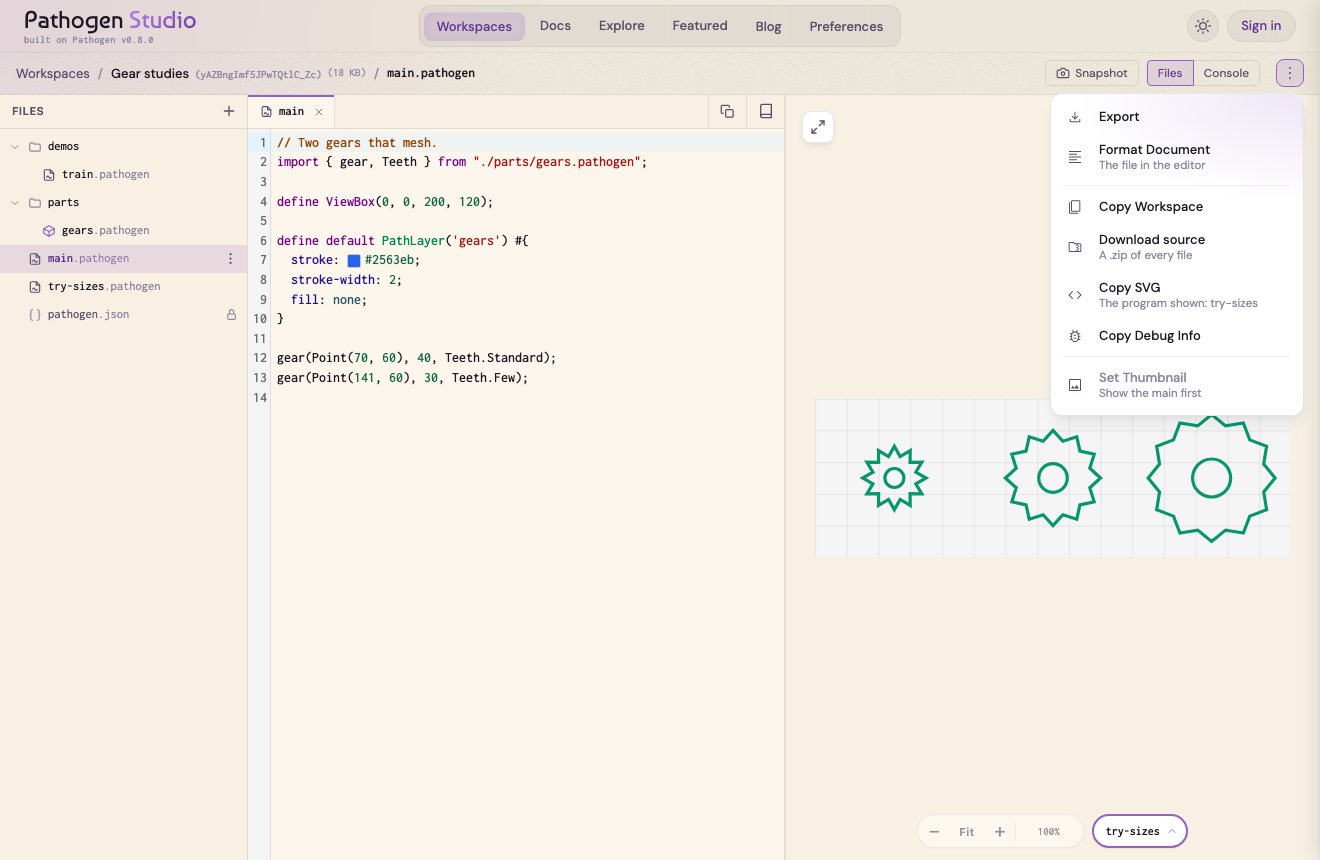 Pathogen Studio
built on Pathogen v0.8.0
Workspaces
Docs
Explore
Featured
Blog
Preferences
Sign in
Workspaces / Gear studies (yAZBngImf5JPwTQtlC_Zc) (18 KB) / main.pathogen
Snapshot
Files
Console
FILES
demos
train.pathogen
parts
gears.pathogen
main.pathogen
try-sizes.pathogen
{} pathogen.json
main
1 // Two gears that mesh.
2 import { gear, Teeth } from "./parts/gears.pathogen";
3
4 define ViewBox(0, 0, 200, 120);
5
6 define default PathLayer('gears') #{
7 stroke: #2563eb;
8 stroke-width: 2;
9 fill: none;
10 }
11
12 gear(Point(70, 60), 40, Teeth.Standard);
13 gear(Point(141, 60), 30, Teeth.Few);
14
Export
Format Document
The file in the editor
Copy Workspace
Download source
A .zip of every file
Copy SVG
The program shown: try-sizes
Copy Debug Info
Set Thumbnail
Show the main first
Fit
100%
try-sizes